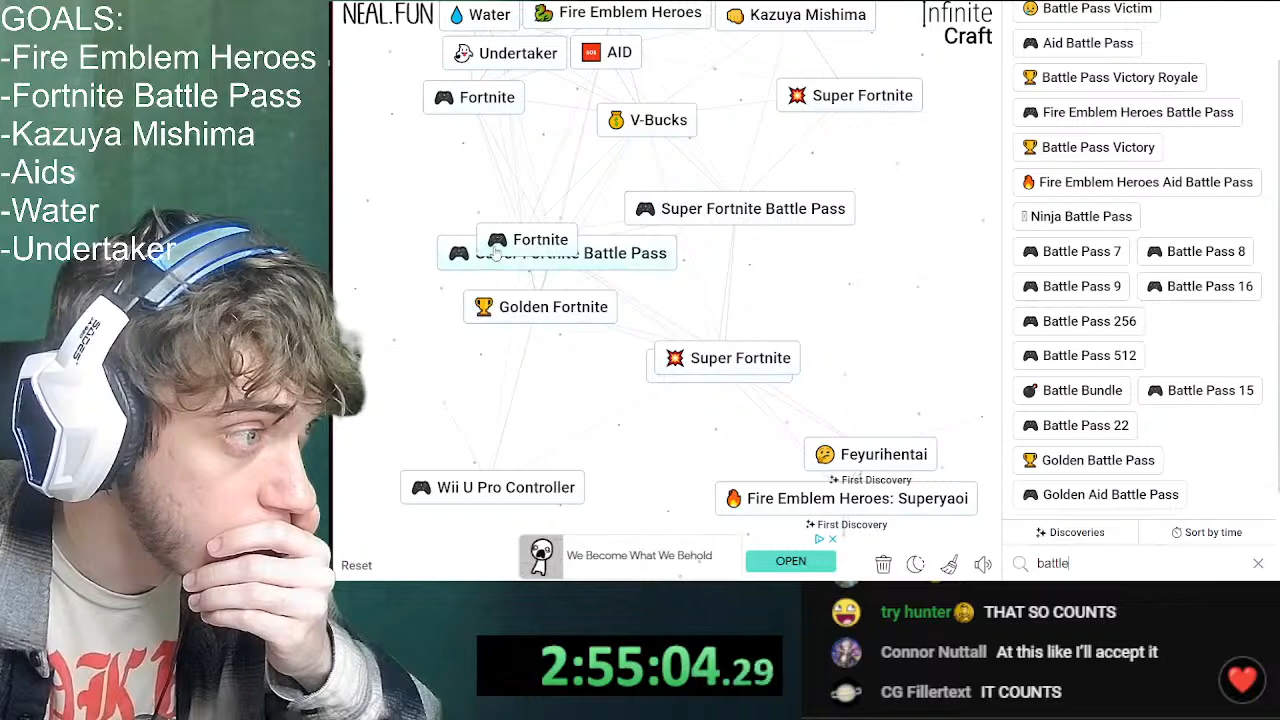 GOALS:
-Fire Emblem Heroes
-Fortnite Battle Pass
-Kazuya Mishima
-Aids
-Water
-Undertaker
SADES
NEAL.FUN
Water
Fire Emblem Heroes
Kazuya Mishima
Infinite
Craft
Undertaker
AID
Fortnite
Super Fortnite
V-Bucks
Super Fortnite Battle Pass
Fortnite
Super Fortnite Battle Pass
Golden Fortnite
Super Fortnite
Feyurihentai
First Discovery
Wii U Pro Controller
Fire Emblem Heroes: Superyaoi
First Discovery
We Become What We Behold
OPEN
Reset
Battle Pass Victim
Aid Battle Pass
Battle Pass Victory Royale
Fire Emblem Heroes Battle Pass
Battle Pass Victory
Fire Emblem Heroes Aid Battle Pass
Ninja Battle Pass
Battle Pass 7
Battle Pass 8
Battle Pass 9
Battle Pass 16
Battle Pass 256
Battle Pass 512
Battle Bundle
Battle Pass 15
Battle Pass 22
Golden Battle Pass
Golden Aid Battle Pass
Discoveries
Sort by time
battle
2:55:04.29
try hunter THAT SO COUNTS
Connor Nuttall At this like I'll accept it
CG Fillertext IT COUNTS